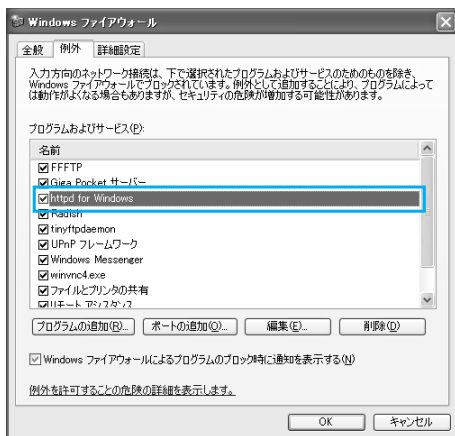 Windows ファイアウォール
全般 例外 詳細設定
入力方向のネットワーク接続は、下で選択されたプログラムおよびサービスのためのものを除き、
Windows ファイアウォールでブロックされています。例外として追加することにより、プログラムによって
は動作がよくなる場合もありますが、セキュリティの危険が増加する可能性があります。
プログラムおよびサービス(P):
名前
FFFTP
Giga Pocket サーバー
httpd for Windows
Radish
tinyftpdaemon
UPnP フレームワーク
Windows Messenger
winvnc4.exe
ファイルとプリンタの共有
リモート アシスタンス
プログラムの追加(R)... ポートの追加(O)... 編集(E)... 削除(D)
Windows ファイアウォールによるプログラムのブロック時に通知を表示する(N)
例外を許可することの危険の詳細を表示します。
OK キャンセル